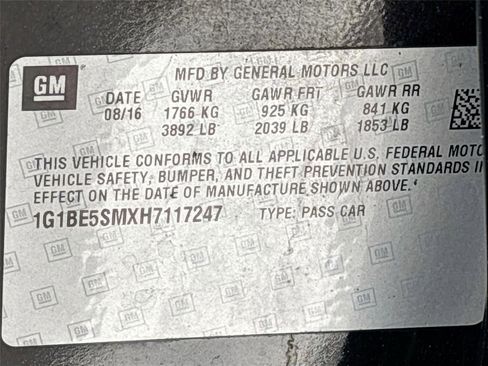 GM
MFD BY GENERAL MOTORS LLC
DATE GVWR GAWR FRT GAWR RR
08/16 1766 KG 925 KG 841 KG
3892 LB 2039 LB 1853 LB
THIS VEHICLE CONFORMS TO ALL APPLICABLE U.S. FEDERAL MOTO
VEHICLE SAFETY, BUMPER, AND THEFT PREVENTION STANDARDS I
EFFECT ON THE DATE OF MANUFACTURE SHOWN ABOVE.
1G1BE5SMXH7117247 TYPE: PASS CAR